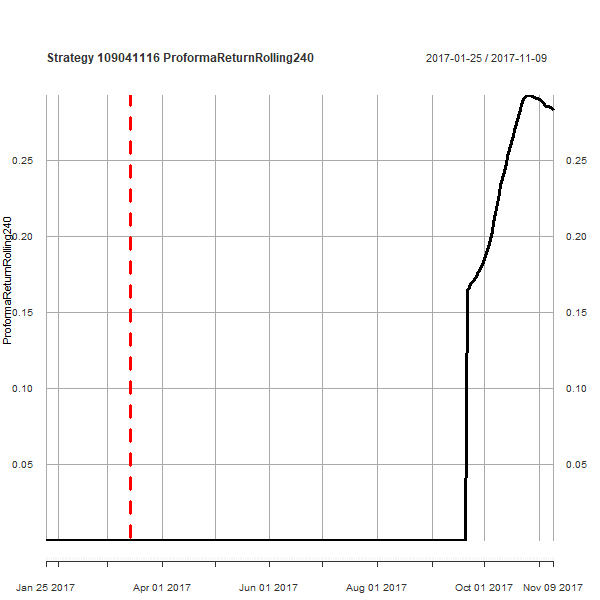 Strategy 109041116 ProformaReturnRolling240
2017-01-25 / 2017-11-09
ProformaReturnRolling240
0.25 0.25
0.20 0.20
0.15 0.15
0.10 0.10
0.05 0.05
Jan 25 2017 Apr 01 2017 Jun 01 2017 Aug 01 2017 Oct 01 2017 Nov 09 2017